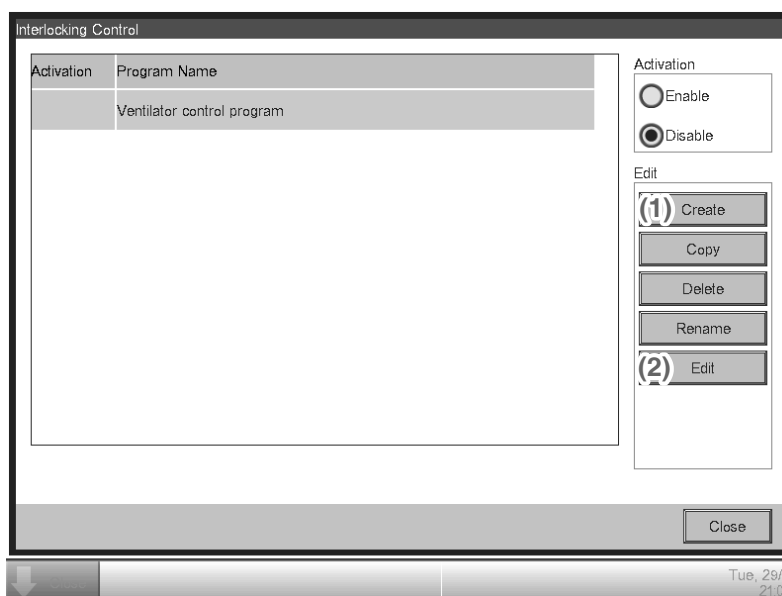 Interlocking Control
Activation Program Name
Ventilator control program
Activation
Enable
Disable
Edit
(1) Create
Copy
Delete
Rename
(2) Edit
Close
Tue, 29/
21:0